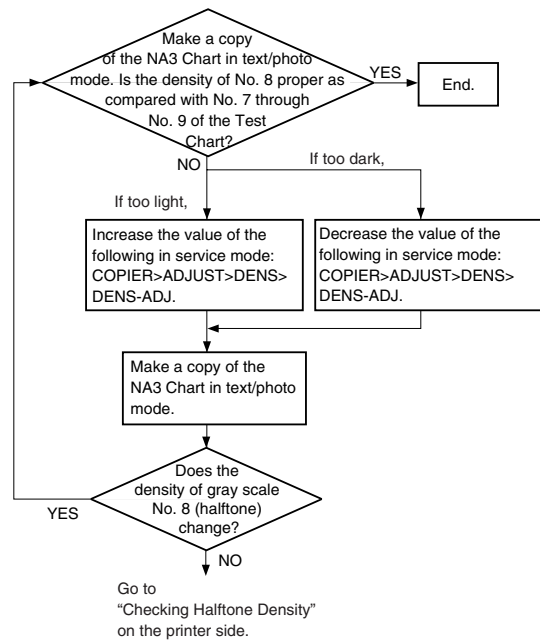 Make a copy
of the NA3 Chart in text/photo
mode. Is the density of No. 8 proper as
compared with No. 7 through
No. 9 of the Test
Chart?
YES
End.
NO
If too dark,
If too light,
Increase the value of the
following in service mode:
COPIER>ADJUST>DENS>
DENS-ADJ.
Decrease the value of the
following in service mode:
COPIER>ADJUST>DENS>
DENS-ADJ.
Make a copy of the
NA3 Chart in text/photo
mode.
Does the
density of gray scale
No. 8 (halftone)
change?
YES
NO
Go to
“Checking Halftone Density”
on the printer side.